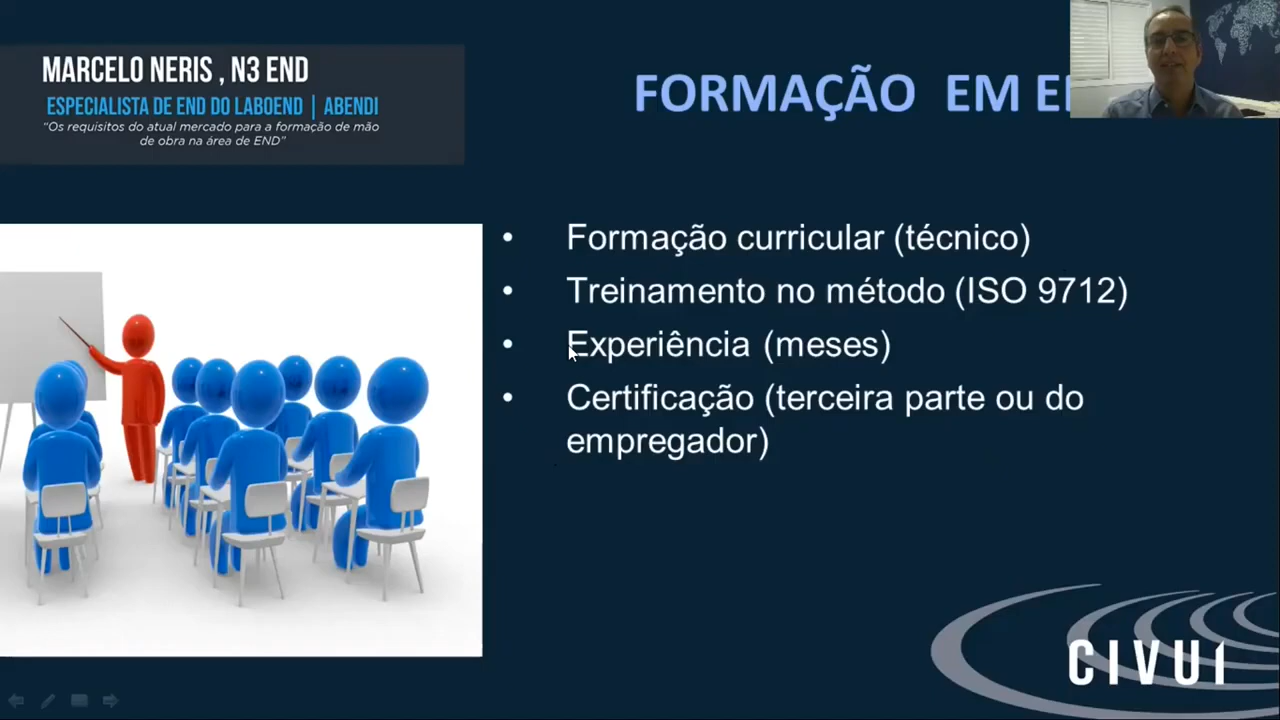 MARCELO NERIS , N3 END
ESPECIALISTA DE END DO LABOEND | ABENDI
"Os requisitos do atual mercado para a formação de mão
de obra na área de END"
FORMAÇÃO EM
• Formação curricular (técnico)
• Treinamento no método (ISO 9712)
• Experiência (meses)
• Certificação (terceira parte ou do
empregador)
CIVUI